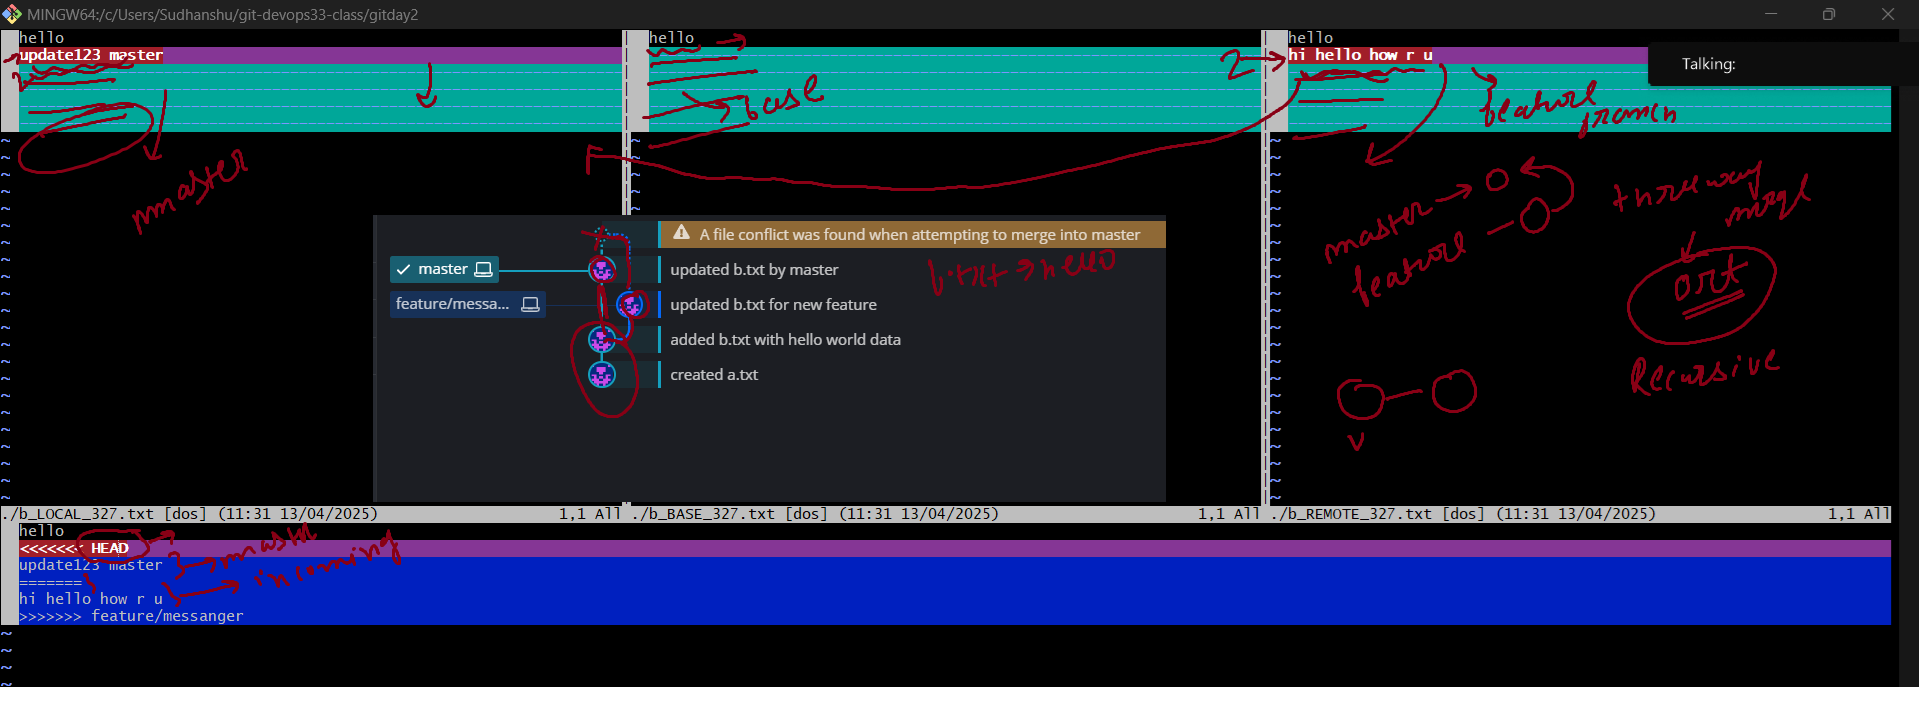 MINGW64:/c/Users/Sudhanshu/git-devops33-class/gitday2
hello
update123 master
hello
hello
hi hello how r u
Talking:
2
base
2
feature
branch
master
master
feature
three way
merge
ort
Recursive
A file conflict was found when attempting to merge into master
master
updated b.txt by master
b.txt → hello
feature/messa...
updated b.txt for new feature
added b.txt with hello world data
created a.txt
./b_LOCAL_327.txt [dos] (11:31 13/04/2025) 1,1 All
./b_BASE_327.txt [dos] (11:31 13/04/2025) 1,1 All
./b_REMOTE_327.txt [dos] (11:31 13/04/2025) 1,1 All
hello
<<<<<<< HEAD
update123 master
=======
hi hello how r u
>>>>>>> feature/messanger
master
incoming